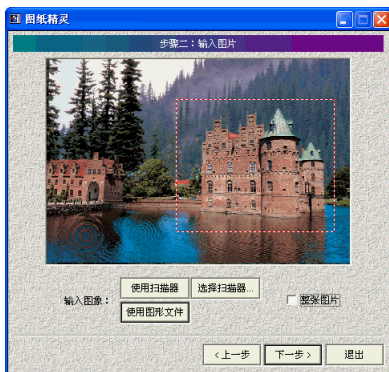 图纸精灵
步骤二：输入图片
输入图象：
使用扫描器 选择扫描器...
使用图形文件
整张图片
<上一步 下一步> 退出